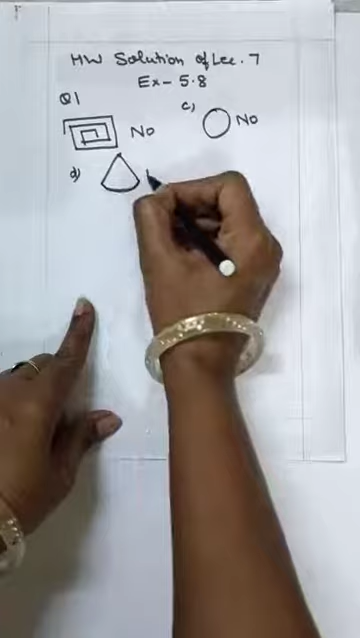 HW Solution of Lec. 7
Ex - 5.8
Q1
No
c) No
d)